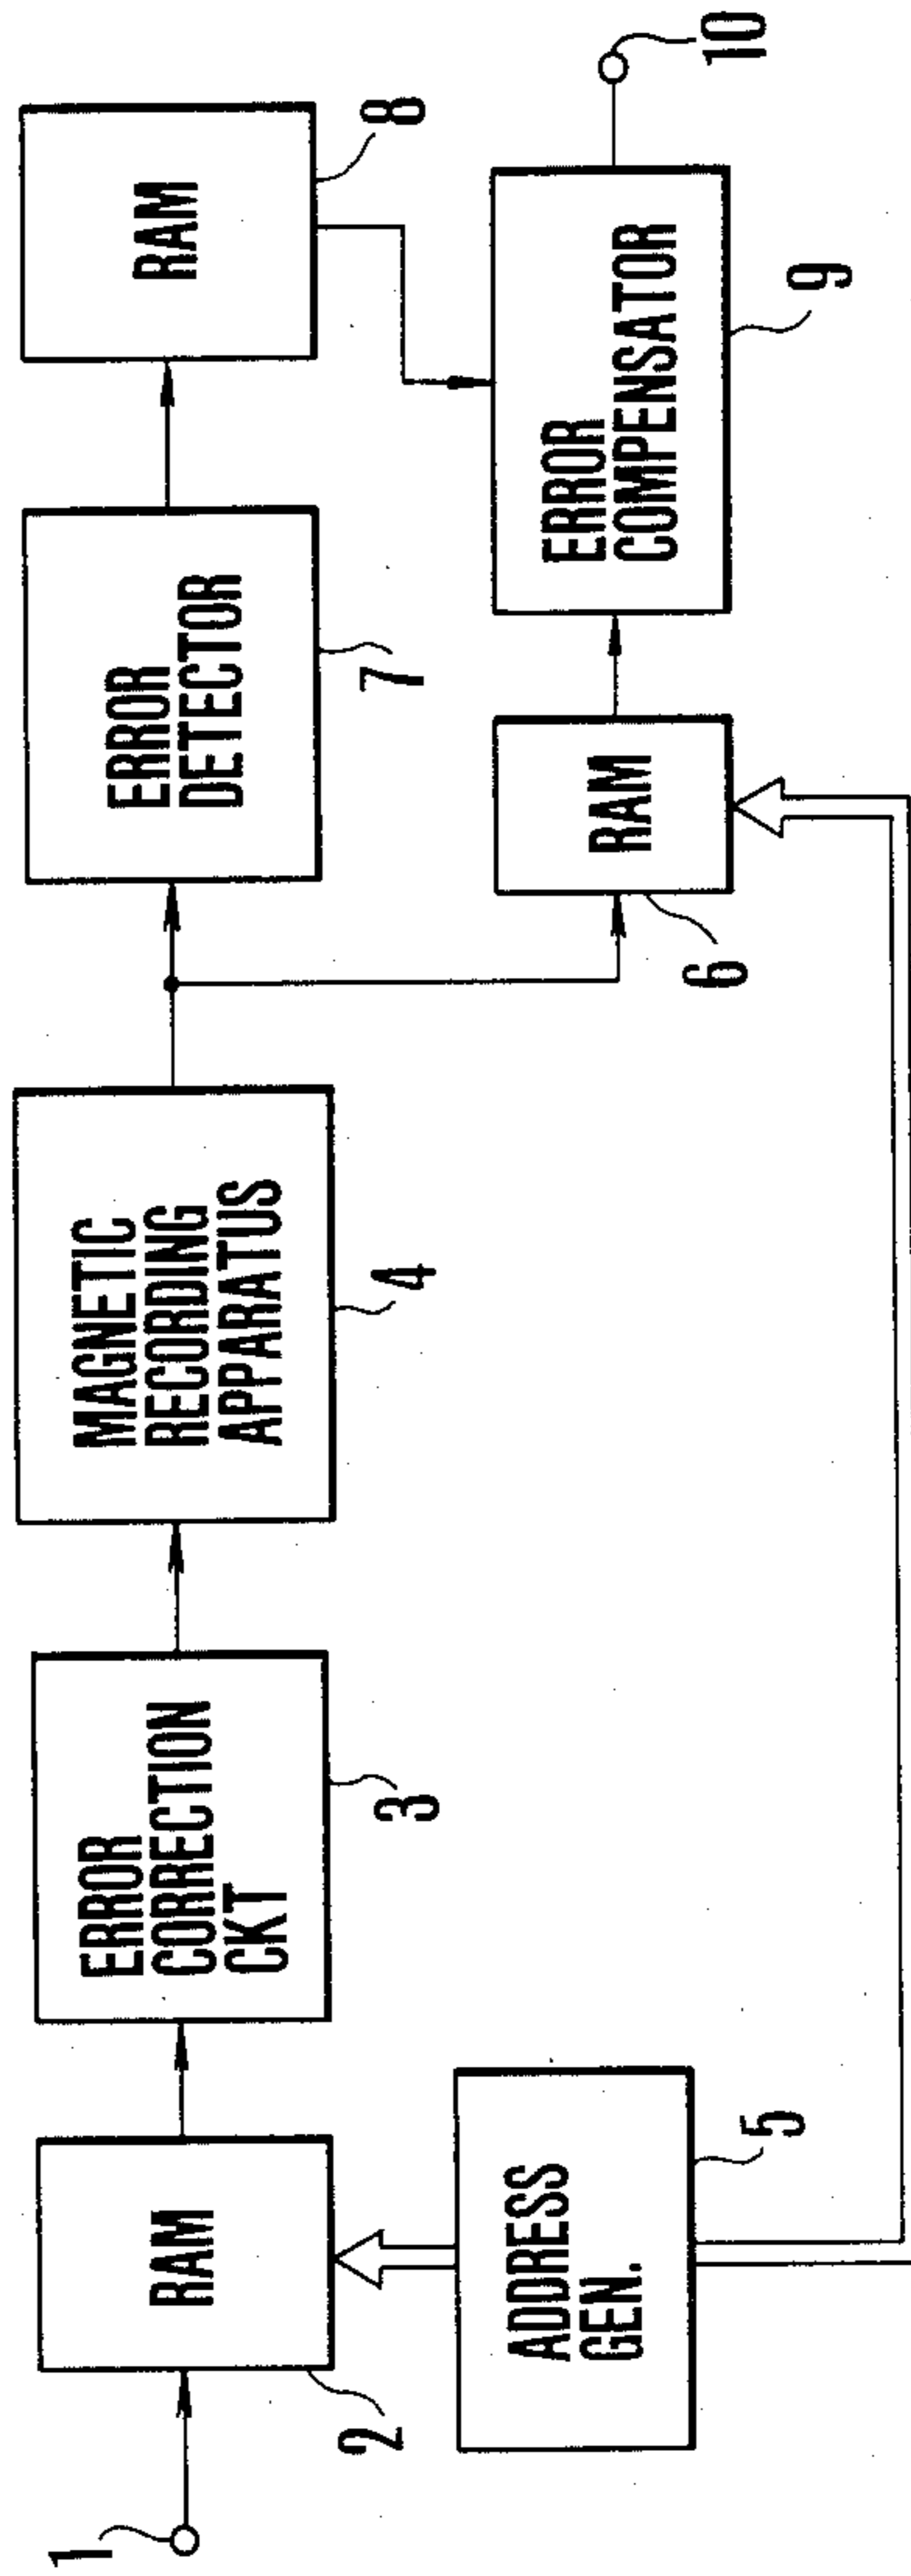 1
RAM
2
ERROR
CORRECTION
CKT
3
MAGNETIC
RECORDING
APPARATUS
4
ERROR
DETECTOR
7
RAM
8
ADDRESS
GEN.
5
RAM
6
ERROR
COMPENSATOR
9
10